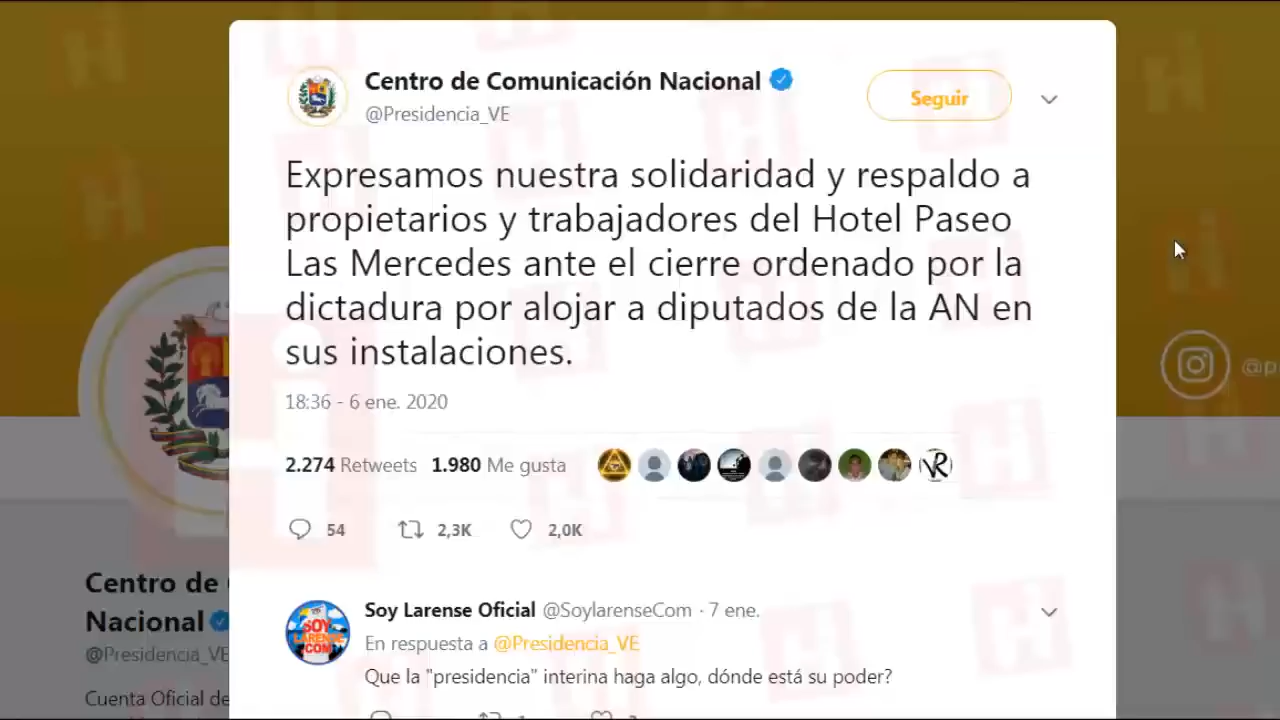 Centro de Comunicación Nacional
@Presidencia_VE
Seguir
Expresamos nuestra solidaridad y respaldo a
propietarios y trabajadores del Hotel Paseo
Las Mercedes ante el cierre ordenado por la
dictadura por alojar a diputados de la AN en
sus instalaciones.
18:36 - 6 ene. 2020
2.274 Retweets 1.980 Me gusta
54 2,3K 2,0K
Soy Larense Oficial @SoylarenseCom · 7 ene.
En respuesta a @Presidencia_VE
Que la "presidencia" interina haga algo, dónde está su poder?
SOY
LARENSE
.COM
VR
@p
Centro de
Nacional
@Presidencia_VE
Cuenta Oficial de